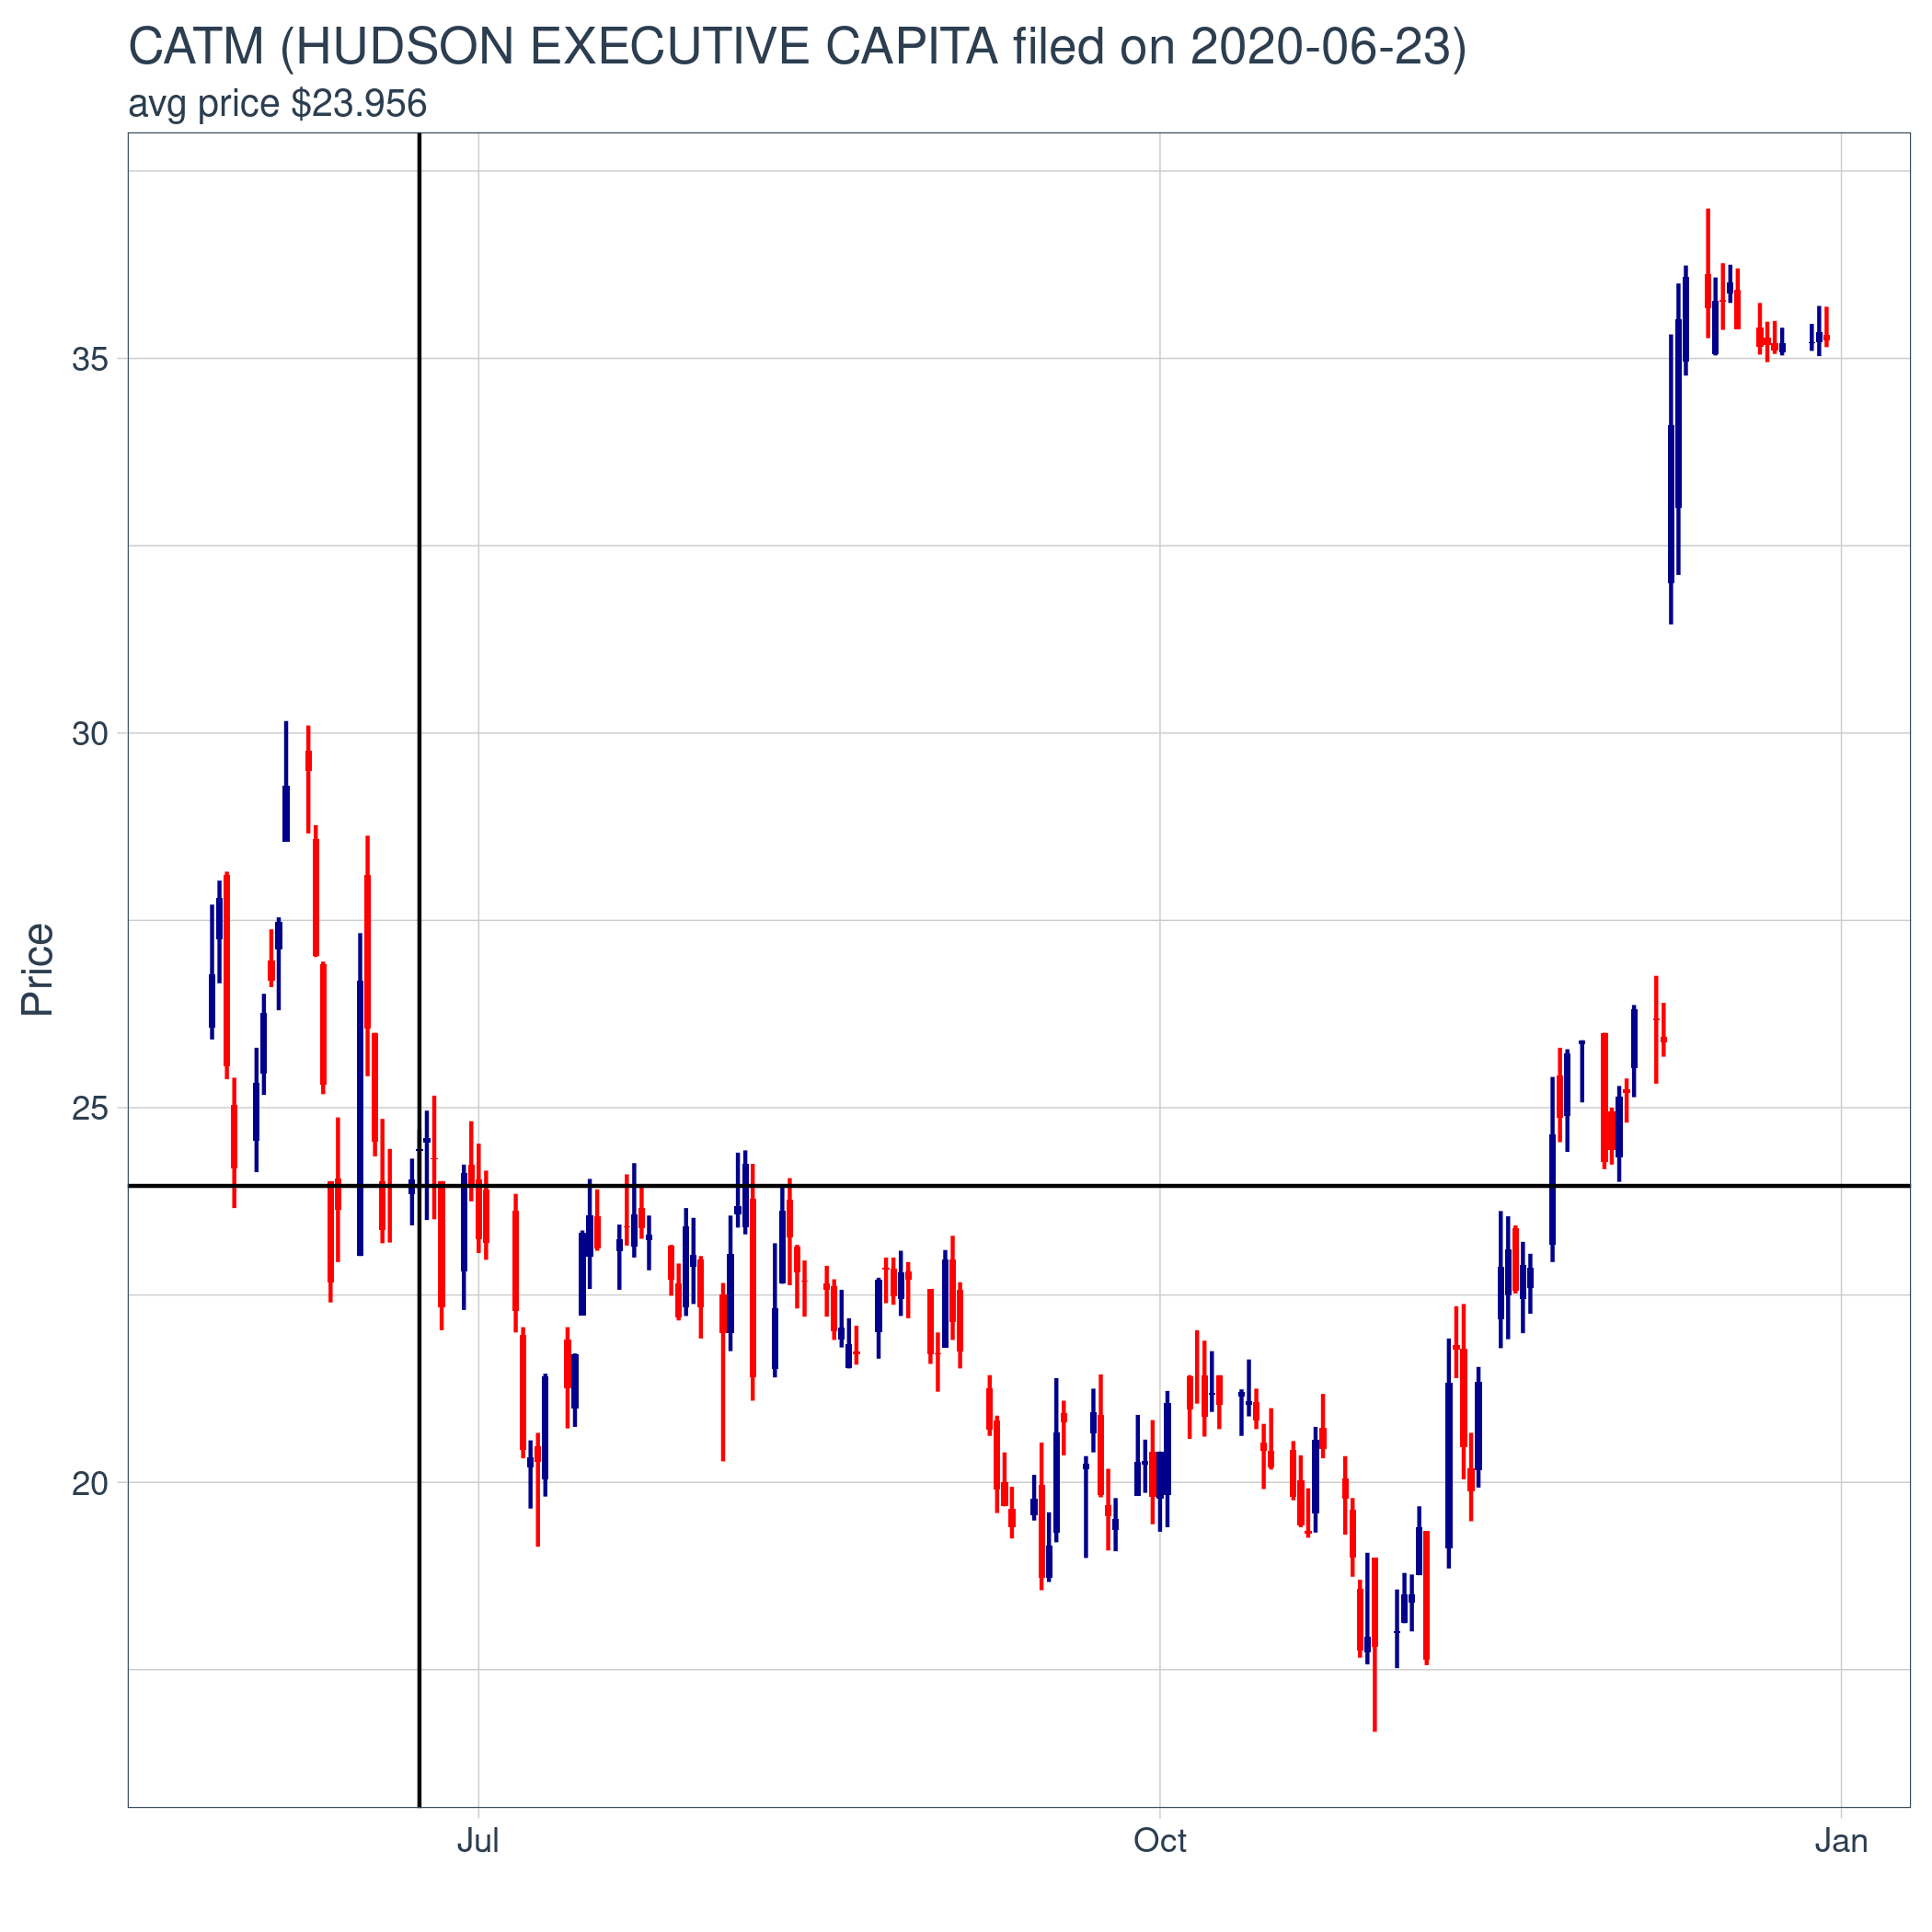 CATM (HUDSON EXECUTIVE CAPITA filed on 2020-06-23)
avg price $23.956
35
30
25
20
Price
Jul Oct Jan